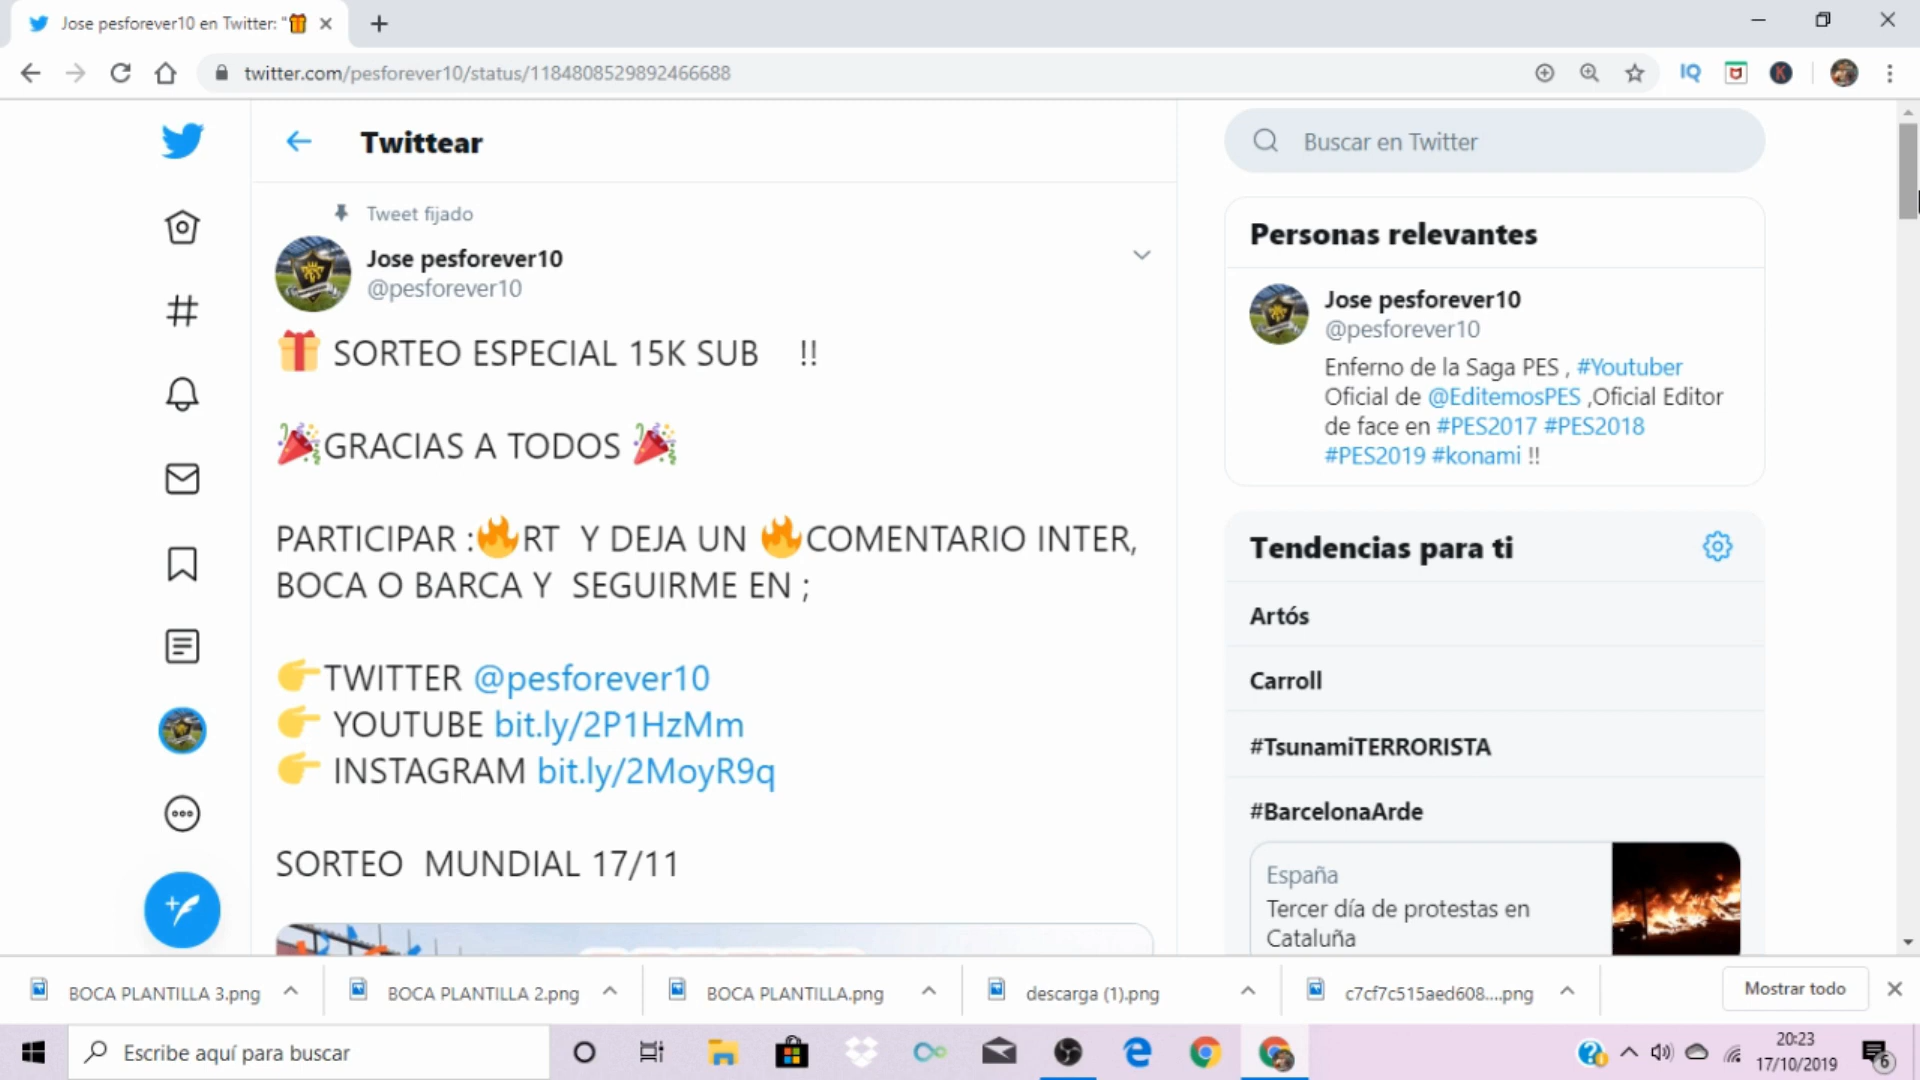 Jose pesforever10 en Twitter: "🎁
twitter.com/pesforever10/status/1184808529892466688
IQ
K
Twittear
Buscar en Twitter
Tweet fijado
Jose pesforever10
@pesforever10
🎁 SORTEO ESPECIAL 15K SUB !!
🎉GRACIAS A TODOS 🎉
PARTICIPAR :🔥RT Y DEJA UN 🔥COMENTARIO INTER,
BOCA O BARCA Y SEGUIRME EN ;
👉TWITTER @pesforever10
👉 YOUTUBE bit.ly/2P1HzMm
👉 INSTAGRAM bit.ly/2MoyR9q
SORTEO MUNDIAL 17/11
Personas relevantes
Jose pesforever10
@pesforever10
Enferno de la Saga PES , #Youtuber
Oficial de @EditemosPES ,Oficial Editor
de face en #PES2017 #PES2018
#PES2019 #konami !!
Tendencias para ti
Artós
Carroll
#TsunamiTERRORISTA
#BarcelonaArde
España
Tercer día de protestas en
Cataluña
BOCA PLANTILLA 3.png
BOCA PLANTILLA 2.png
BOCA PLANTILLA.png
descarga (1).png
c7cf7c515aed608....png
Mostrar todo
Escribe aquí para buscar
20:23
17/10/2019
6